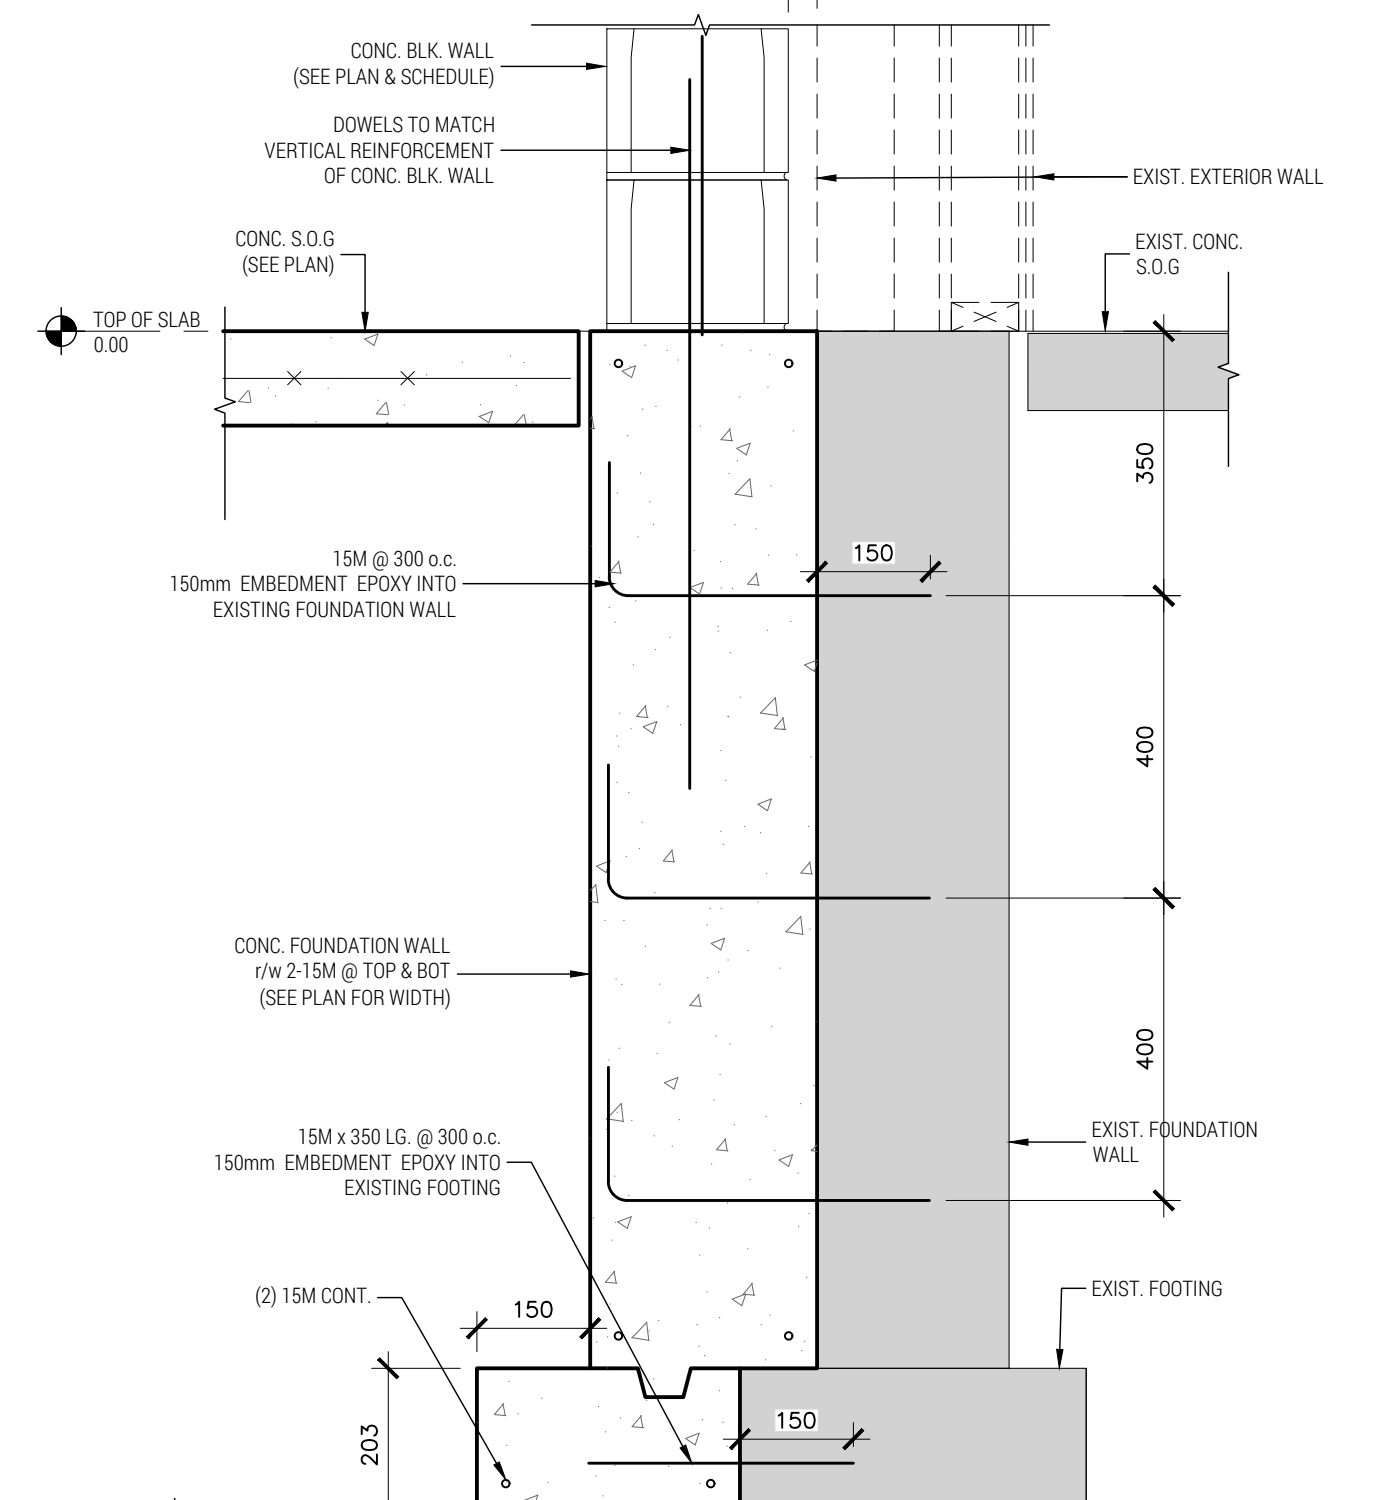 CONC. BLK. WALL
(SEE PLAN & SCHEDULE)
DOWELS TO MATCH
VERTICAL REINFORCEMENT
OF CONC. BLK. WALL
EXIST. EXTERIOR WALL
CONC. S.O.G
(SEE PLAN)
EXIST. CONC.
S.O.G
TOP OF SLAB
0.00
350
15M @ 300 o.c.
150mm EMBEDMENT EPOXY INTO
EXISTING FOUNDATION WALL
150
400
CONC. FOUNDATION WALL
r/w 2-15M @ TOP & BOT
(SEE PLAN FOR WIDTH)
400
15M x 350 LG. @ 300 o.c.
150mm EMBEDMENT EPOXY INTO
EXISTING FOOTING
EXIST. FOUNDATION
WALL
(2) 15M CONT.
150
EXIST. FOOTING
203
150